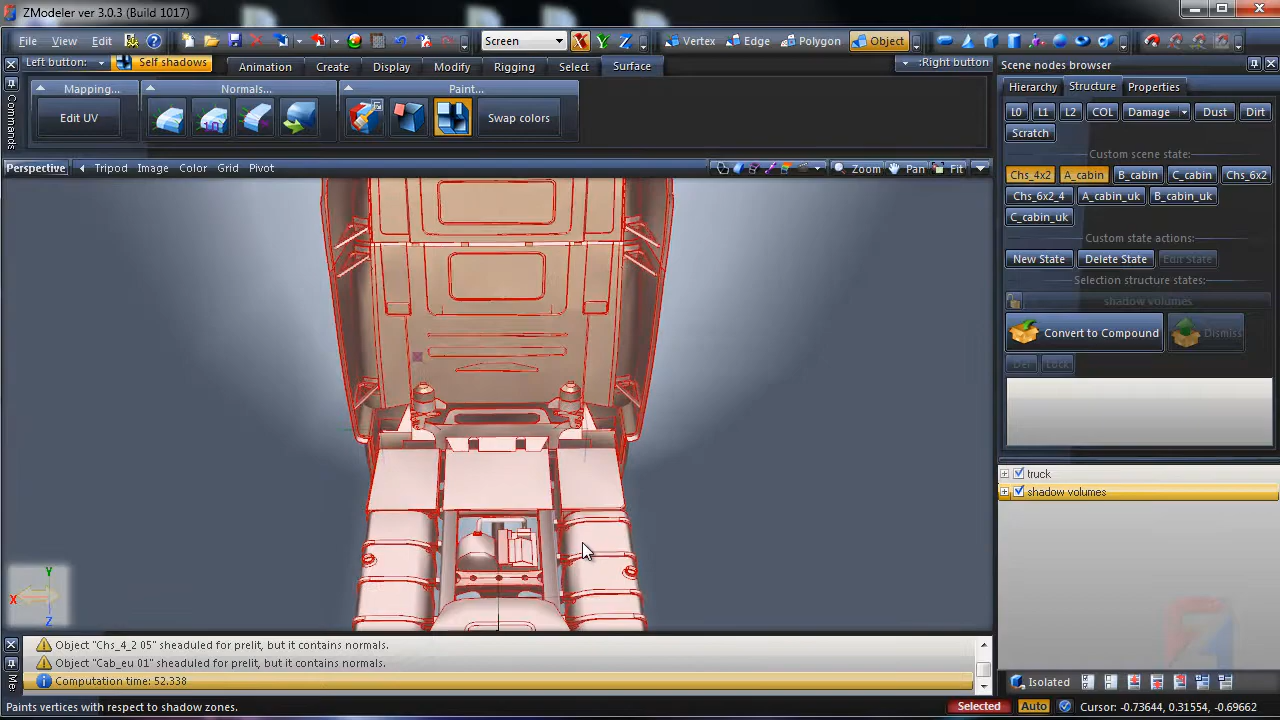 ZModeler ver 3.0.3 (Build 1017)
File View Edit Screen X Y Z Vertex Edge Polygon Object
Left button: Self shadows Animation Create Display Modify Rigging Select Surface :Right button
Commands
Mapping... Normals... Paint...
Edit UV Swap colors
Perspective Tripod Image Color Grid Pivot Zoom Pan Fit
Scene nodes browser
Hierarchy Structure Properties
L0 L1 L2 COL Damage Dust Dirt
Scratch
Custom scene state:
Chs_4x2 A_cabin B_cabin C_cabin Chs_6x2
Chs_6x2_4 A_cabin_uk B_cabin_uk
C_cabin_uk
Custom state actions:
New State Delete State Edit State
Selection structure states:
shadow volumes
Convert to Compound Dismiss
Del Lock
truck
shadow volumes
Y
X
Z
Object "Chs_4_2 05" sheaduled for prelit, but it contains normals.
Object "Cab_eu 01" sheaduled for prelit, but it contains normals.
Computation time: 52.338
Me
Isolated
Paints vertices with respect to shadow zones. Selected Auto Cursor: -0.73644, 0.31554, -0.69662